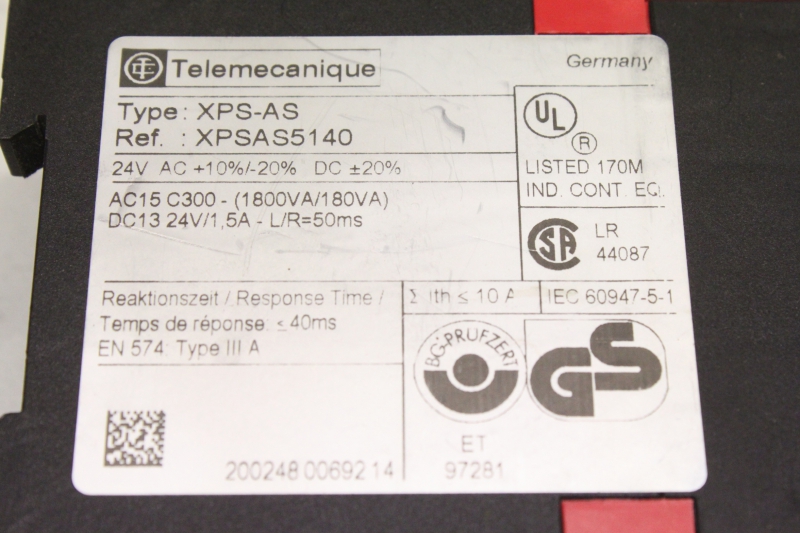 Telemecanique
Germany
Type: XPS-AS
Ref. : XPSAS5140
24V AC +10%/-20% DC ±20%
AC15 C300 - (1800VA/180VA)
DC13 24V/1,5A - L/R=50ms
UL
®
LISTED 170M
IND. CONT. EQ.
SA
LR
44087
Reaktionszeit / Response Time /
Temps de réponse: ≤40ms
EN 574: Type III A
Σ Ith ≤ 10 A
IEC 60947-5-1
BG-PRÜFZERT
GS
ET
97281
200248 00692 14